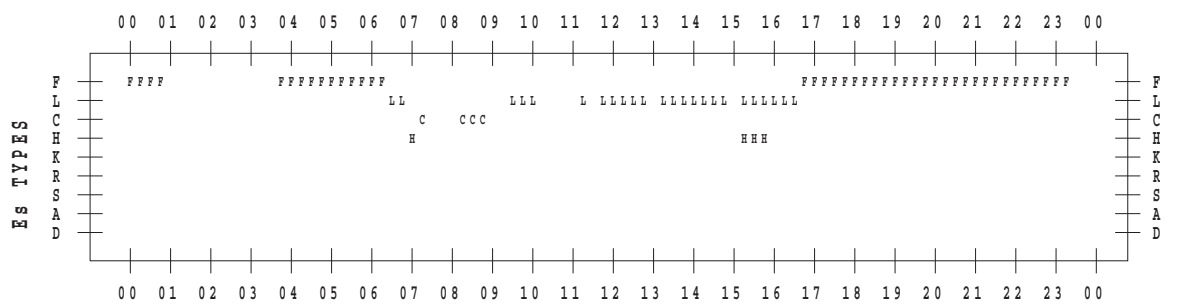 00 01 02 03 04 05 06 07 08 09 10 11 12 13 14 15 16 17 18 19 20 21 22 23 00
Es TYPES
F FFFF FFFFFFFFFFF FFFFFFFFFFFFFFFFFFFFFFFFFFF F
L LL LLL L LLLLL LLLLLLL LLLLLL L
C C CCC C
H H HHH H
K K
R R
S S
A A
D D
00 01 02 03 04 05 06 07 08 09 10 11 12 13 14 15 16 17 18 19 20 21 22 23 00